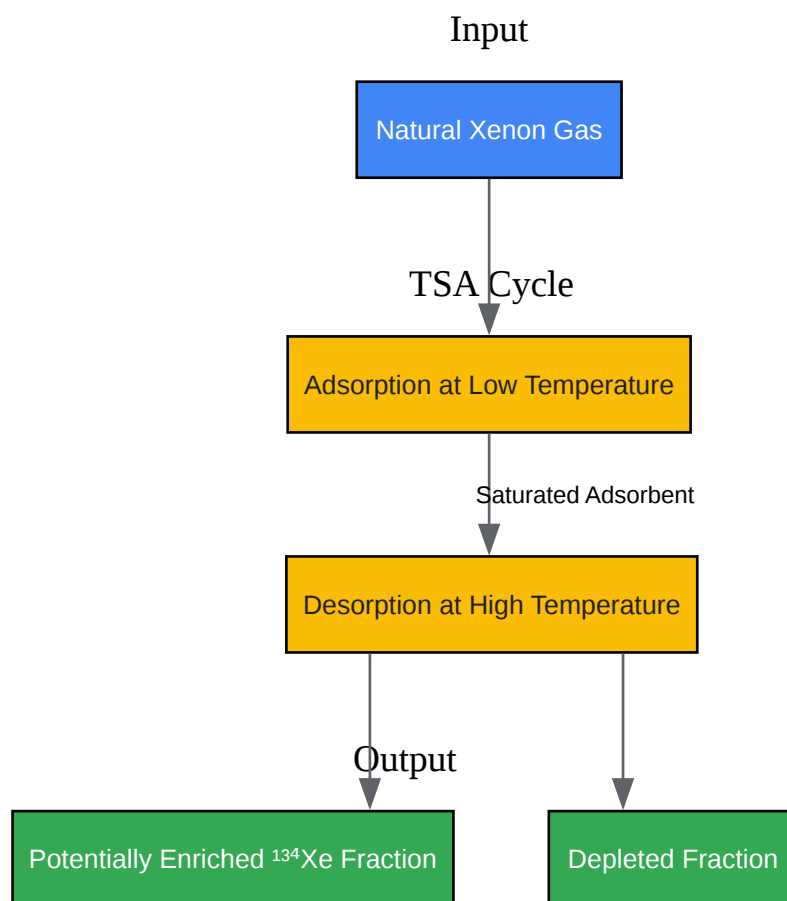 Input
Natural Xenon Gas
TSA Cycle
Adsorption at Low Temperature
Saturated Adsorbent
Desorption at High Temperature
Output
Potentially Enriched ¹³⁴Xe Fraction
Depleted Fraction